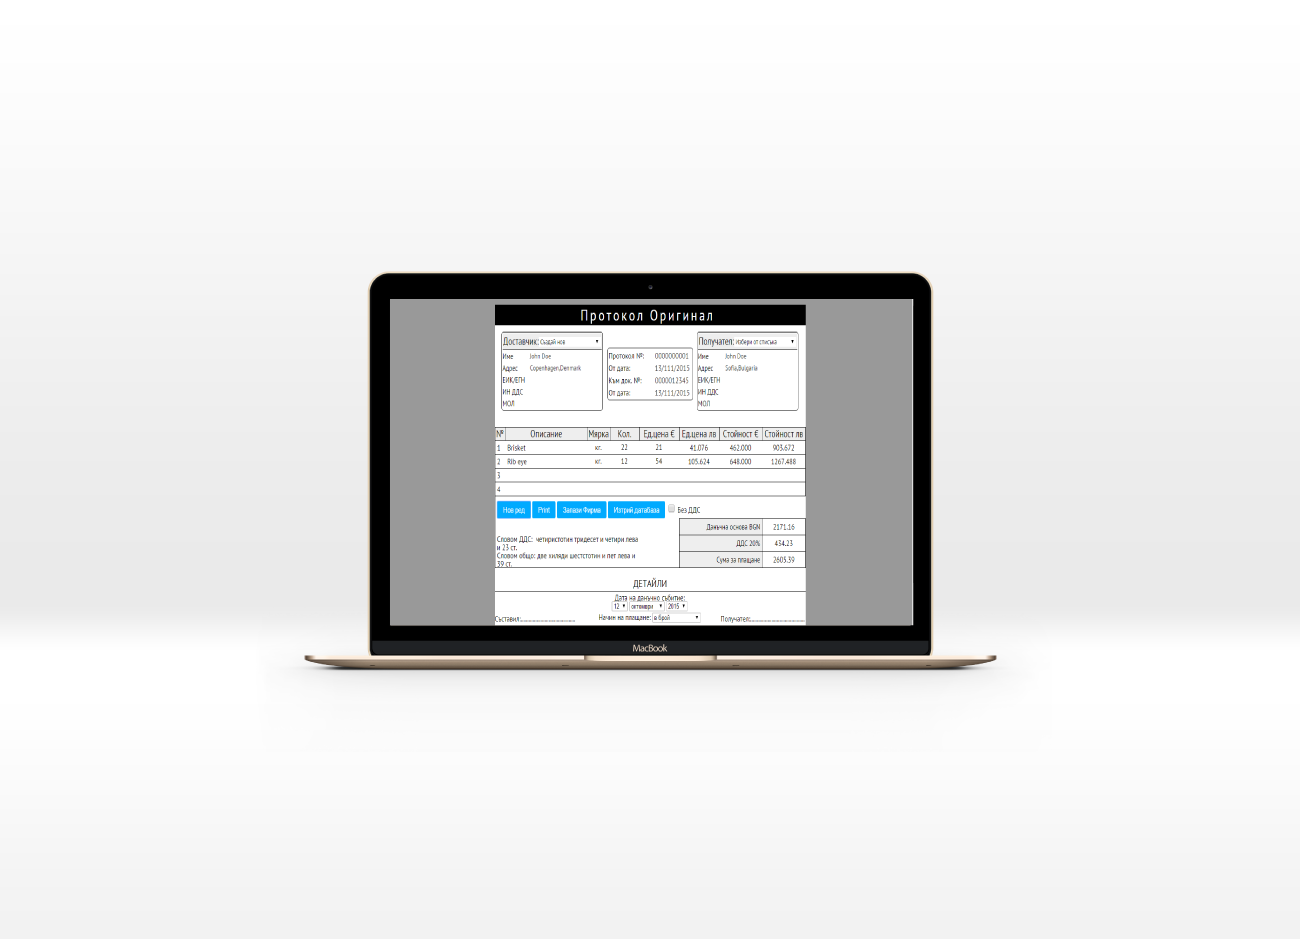 Протокол Оригинал
Доставчик: Създай нов
Име John Doe
Адрес Copenhagen,Denmark
ЕИК/ЕГН
ИН ДДС
МОЛ
Протокол №: 0000000001
От дата: 13/111/2015
Към док. №: 0000012345
От дата: 13/111/2015
Получател: Избери от списъка
Име John Doe
Адрес Sofia,Bulgaria
ЕИК/ЕГН
ИН ДДС
МОЛ
№ Описание Мярка Кол. Ед.цена € Ед.цена лв Стойност € Стойност лв
1 Brisket кг. 22 21 41.076 462.000 903.672
2 Rib eye кг. 12 54 105.624 648.000 1267.488
3
4
Нов ред Print Запази Фирма Изтрий датабаза Без ДДС
Данъчна основа BGN 2171.16
ДДС 20% 434.23
Сума за плащане 2605.39
Словом ДДС: четиристотин тридесет и четири лева
и 23 ст.
Словом общо: две хиляди шестстотин и пет лева и
39 ст.
ДЕТАЙЛИ
Дата на данъчно събитие:
12 октомври 2015
Съставил:
Начин на плащане: в брой
Получател:
MacBook